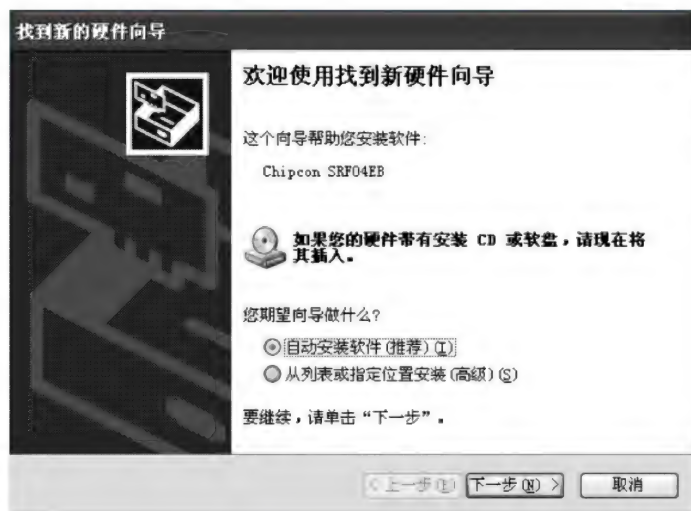 找到新的硬件向导
欢迎使用找到新硬件向导
这个向导帮助您安装软件:
Chipcon SRF04EB
如果您的硬件带有安装 CD 或软盘，请现在将
其插入。
您期望向导做什么?
自动安装软件(推荐)(I)
从列表或指定位置安装(高级)(S)
要继续，请单击“下一步”。
<上一步(B) 下一步(N) > 取消